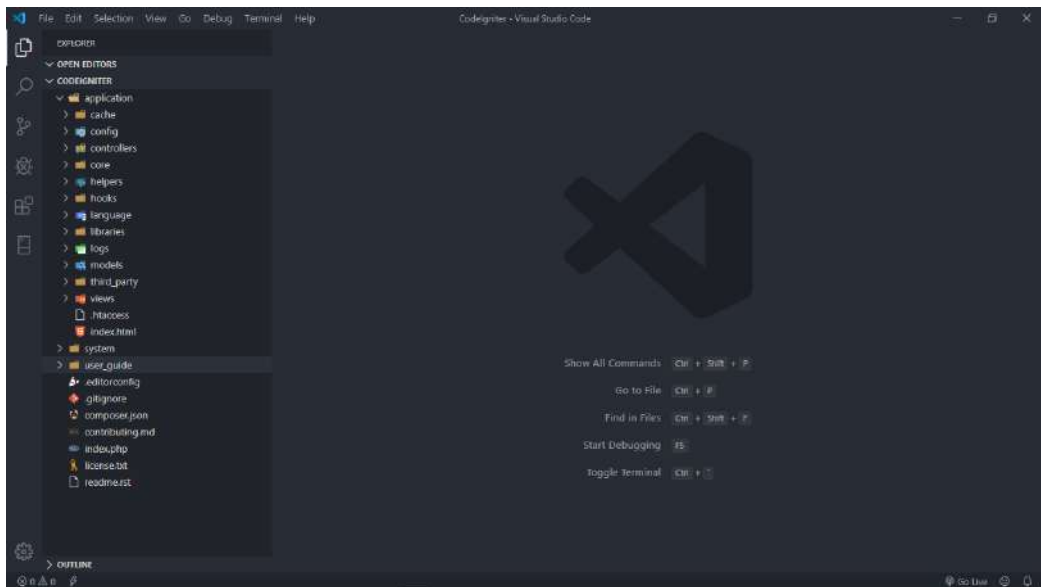 File Edit Selection View Go Debug Terminal Help
CodeIgniter - Visual Studio Code
EXPLORER
OPEN EDITORS
CODEIGNITER
application
cache
config
controllers
core
helpers
hooks
language
libraries
logs
models
third_party
views
.htaccess
index.html
system
user_guide
.editorconfig
.gitignore
composer.json
contributing.md
index.php
license.txt
readme.rst
Show All Commands Ctrl + Shift + P
Go to File Ctrl + P
Find in Files Ctrl + Shift + F
Start Debugging F5
Toggle Terminal Ctrl + `
OUTLINE
0 0
Go Live